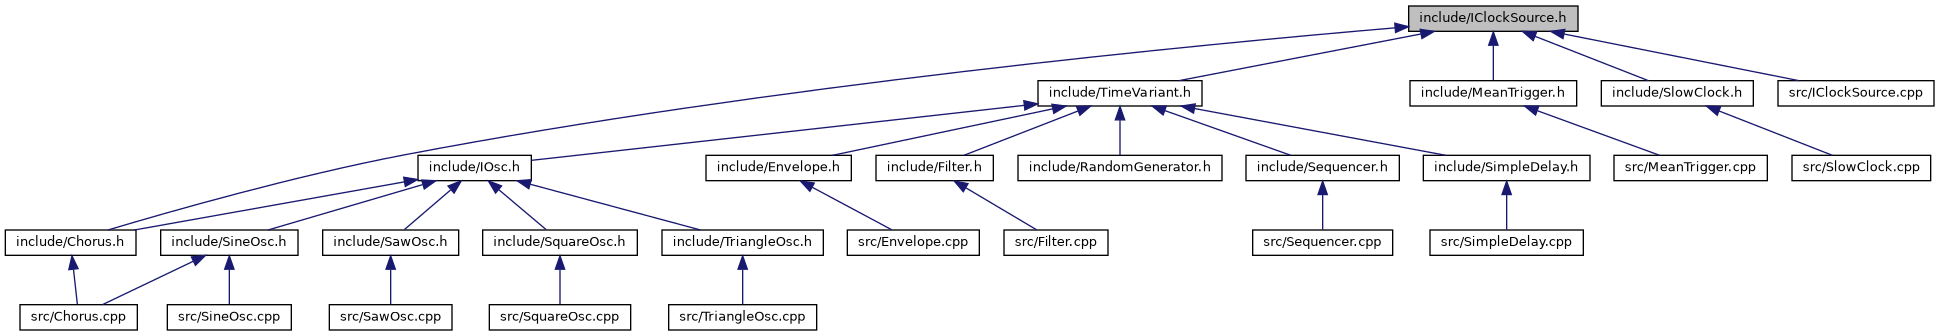 include/IClockSource.h
include/TimeVariant.h
include/MeanTrigger.h
include/SlowClock.h
src/IClockSource.cpp
include/IOsc.h
include/Envelope.h
include/Filter.h
include/RandomGenerator.h
include/Sequencer.h
include/SimpleDelay.h
src/MeanTrigger.cpp
src/SlowClock.cpp
include/Chorus.h
include/SineOsc.h
include/SawOsc.h
include/SquareOsc.h
include/TriangleOsc.h
src/Envelope.cpp
src/Filter.cpp
src/Sequencer.cpp
src/SimpleDelay.cpp
src/Chorus.cpp
src/SineOsc.cpp
src/SawOsc.cpp
src/SquareOsc.cpp
src/TriangleOsc.cpp